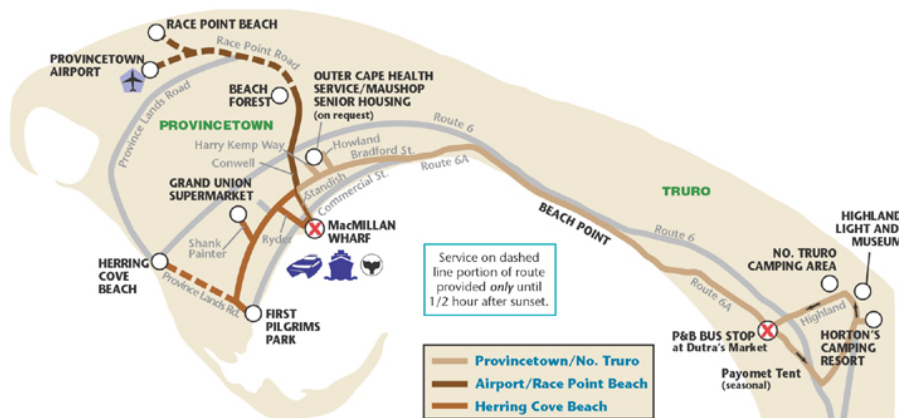 RACE POINT BEACH
Race Point Road
PROVINCETOWN
AIRPORT
BEACH
FOREST
OUTER CAPE HEALTH
SERVICE/MAUSHOP
SENIOR HOUSING
(on request)
Province Lands Road
PROVINCETOWN
Harry Kemp Way
Howland
Bradford St.
Route 6
Route 6A
Conwell
Standish
Commercial St.
GRAND UNION
SUPERMARKET
Shank
Painter
Ryder
MacMILLAN
WHARF
HERRING
COVE
BEACH
Province Lands Rd.
FIRST
PILGRIMS
PARK
BEACH POINT
TRURO
Route 6
Route 6A
HIGHLAND
LIGHT AND
MUSEUM
NO. TRURO
CAMPING AREA
Highland
HORTON'S
CAMPING
RESORT
P&B BUS STOP
at Dutra's Market
Payomet Tent
(seasonal)
Service on dashed
line portion of route
provided only until
1/2 hour after sunset.
Provincetown/No. Truro
Airport/Race Point Beach
Herring Cove Beach